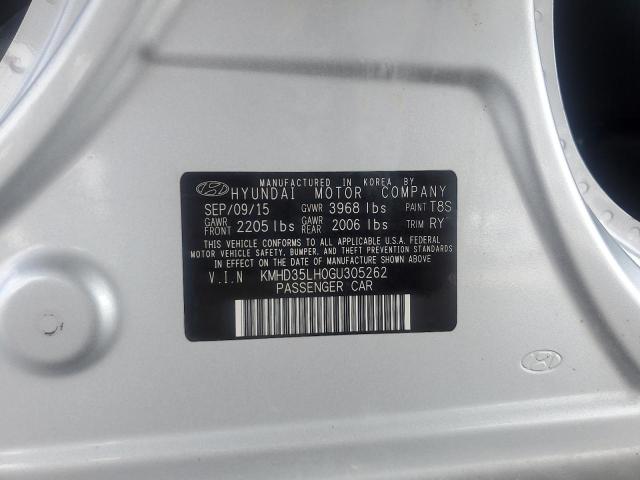 MANUFACTURED IN KOREA BY
HYUNDAI MOTOR COMPANY
SEP/09/15 GVWR 3968 lbs PAINT T8S
GAWR FRONT 2205 lbs GAWR REAR 2006 lbs TRIM RY
THIS VEHICLE CONFORMS TO ALL APPLICABLE U.S.A. FEDERAL
MOTOR VEHICLE SAFETY, BUMPER, AND THEFT PREVENTION STANDARDS
IN EFFECT ON THE DATE OF MANUFACTURE SHOWN ABOVE
V.I.N KMHD35LH0GU305262
PASSENGER CAR